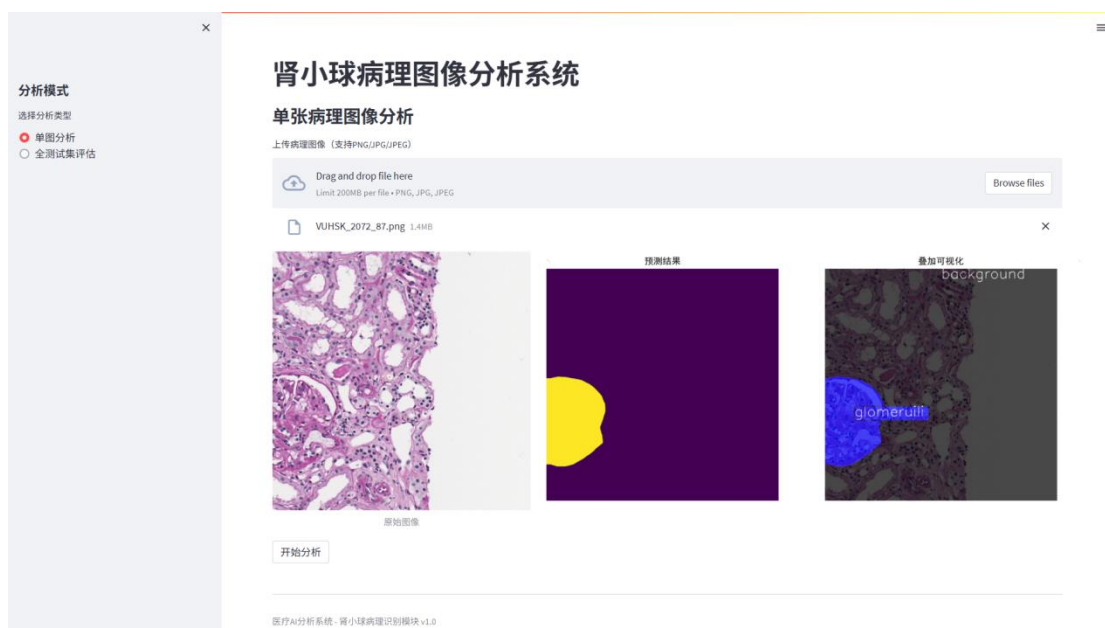 分析模式
选择分析类型
单图分析
全测试集评估
肾小球病理图像分析系统
单张病理图像分析
上传病理图像（支持PNG/JPG/JPEG）
Drag and drop file here
Limit 200MB per file • PNG, JPG, JPEG
Browse files
VUHSK_2072_87.png 1.4MB
预测结果
叠加可视化
background
glomeruili
原始图像
开始分析
医疗AI分析系统 - 肾小球病理识别模块 v1.0